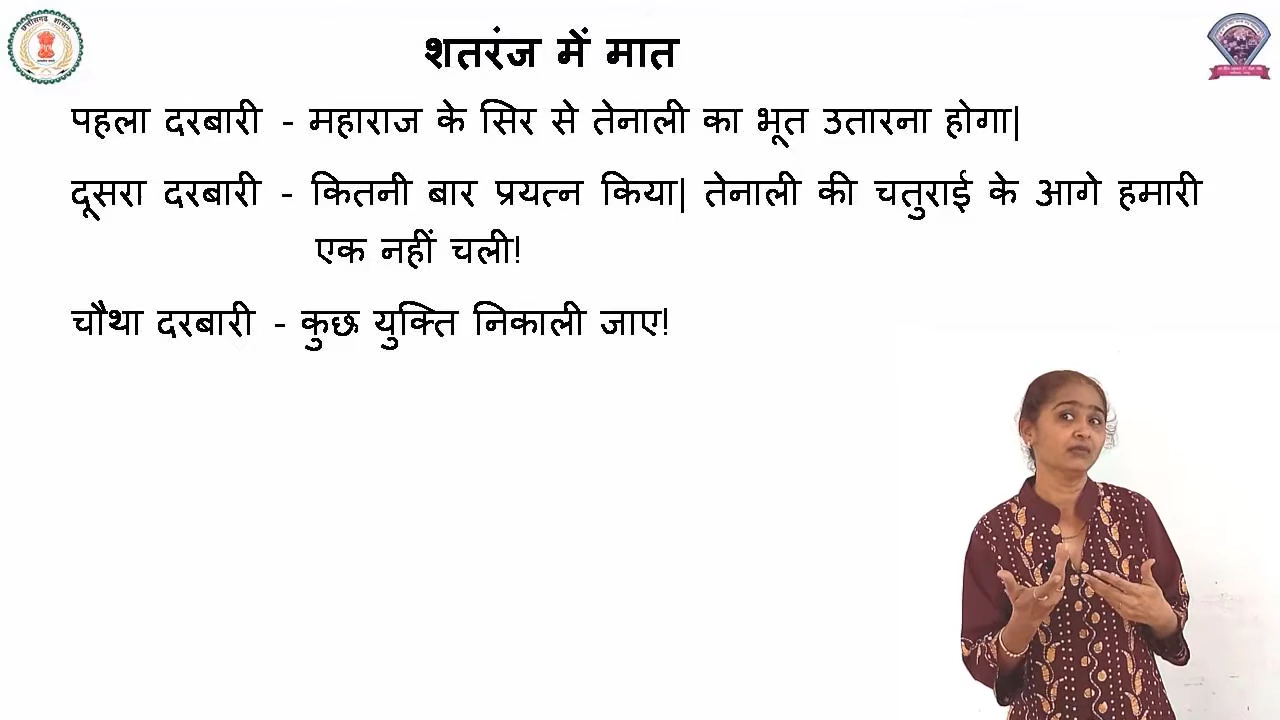 शतरंज में मात
पहला दरबारी - महाराज के सिर से तेनाली का भूत उतारना होगा|
दूसरा दरबारी - कितनी बार प्रयत्न किया| तेनाली की चतुराई के आगे हमारी
एक नहीं चली!
चौथा दरबारी - कुछ युक्ति निकाली जाए!